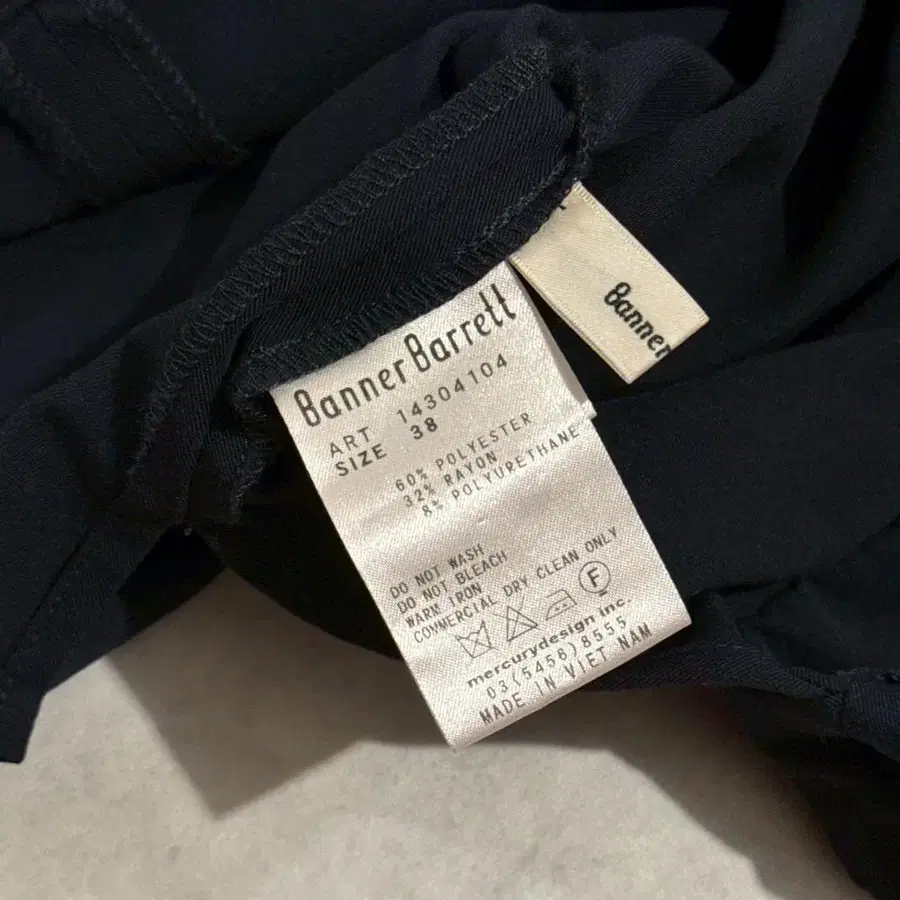 Banner
BannerBarrett
ART 14304104
SIZE 38
60% POLYESTER
32% RAYON
8% POLYURETHANE
DO NOT WASH
DO NOT BLEACH
WARM IRON
COMMERCIAL DRY CLEAN ONLY
F
mercurydesign inc.
03(5456)8555
MADE IN VIET NAM